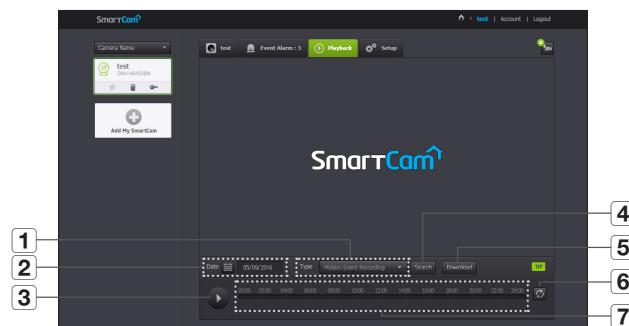 SmartCam
test | Account | Logout
Camera Name
test
SNH-V6430BN
Add My SmartCam
test
Event Alarm : 3
Playback
Setup
SmartCam
1
2
3
4
5
6
7
Date
05/09/2016
Type
Motion Event Recording
Search
Download
TIP
00:00 02:00 04:00 06:00 08:00 10:00 12:00 14:00 16:00 18:00 20:00 22:00 24:00